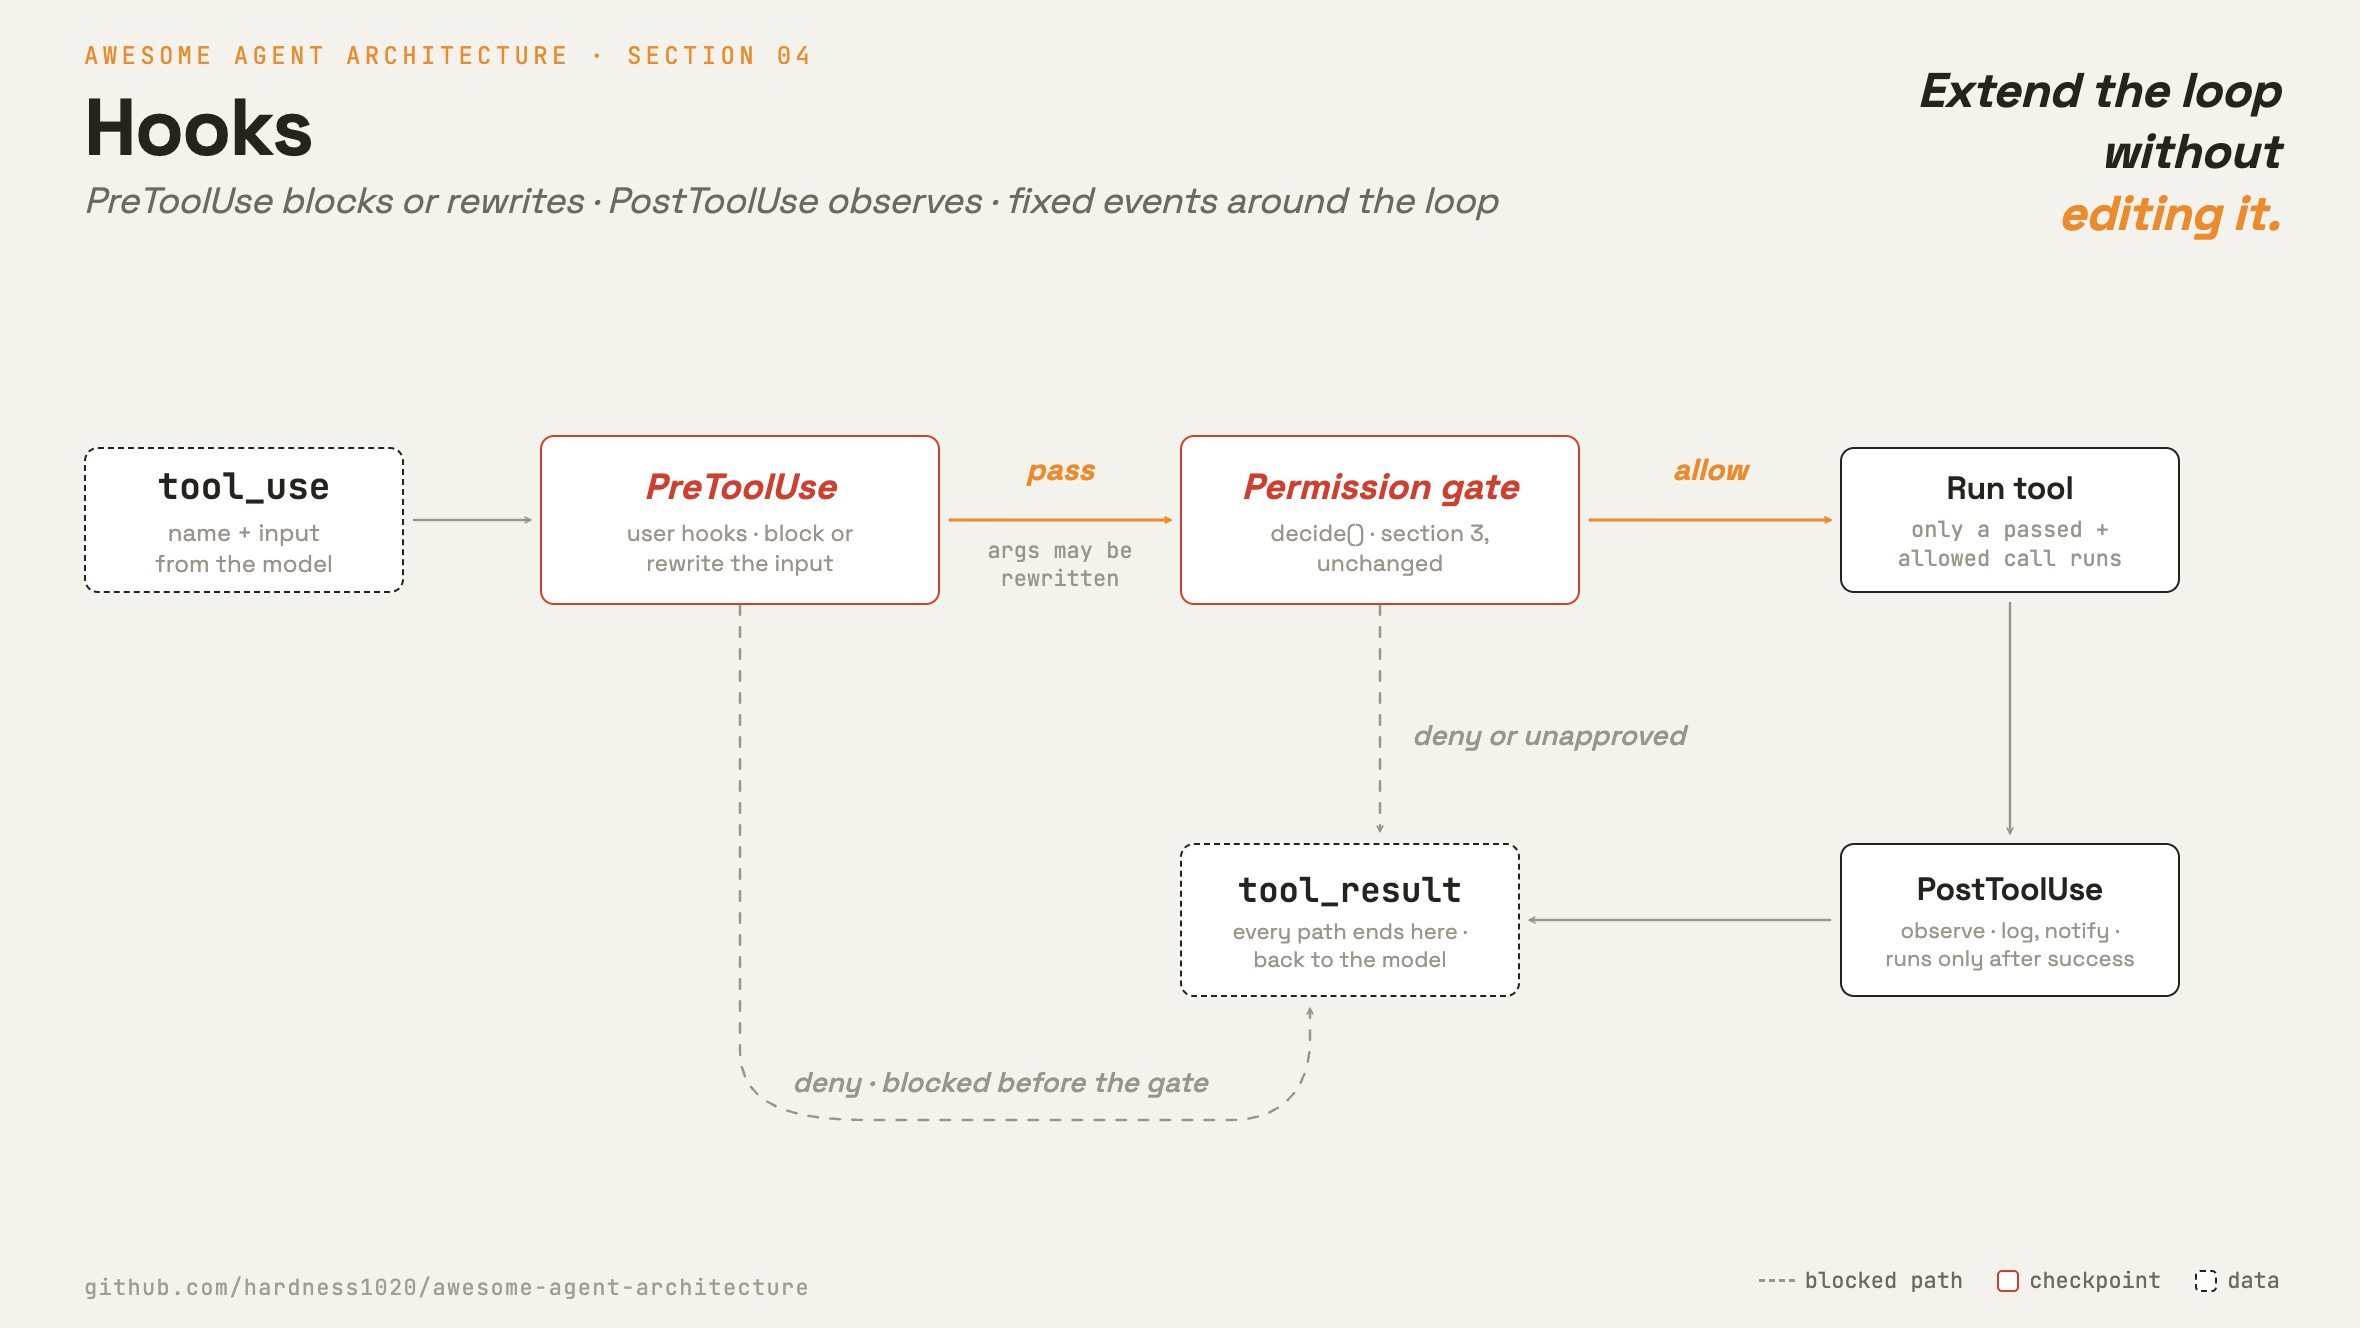 AWESOME AGENT ARCHITECTURE · SECTION 04
Hooks
PreToolUse blocks or rewrites · PostToolUse observes · fixed events around the loop
Extend the loop
without
editing it.
tool_use
name + input
from the model
PreToolUse
user hooks · block or
rewrite the input
pass
args may be
rewritten
Permission gate
decide() · section 3,
unchanged
allow
Run tool
only a passed +
allowed call runs
deny or unapproved
tool_result
every path ends here ·
back to the model
PostToolUse
observe · log, notify ·
runs only after success
deny · blocked before the gate
github.com/hardness1020/awesome-agent-architecture
blocked path
checkpoint
data